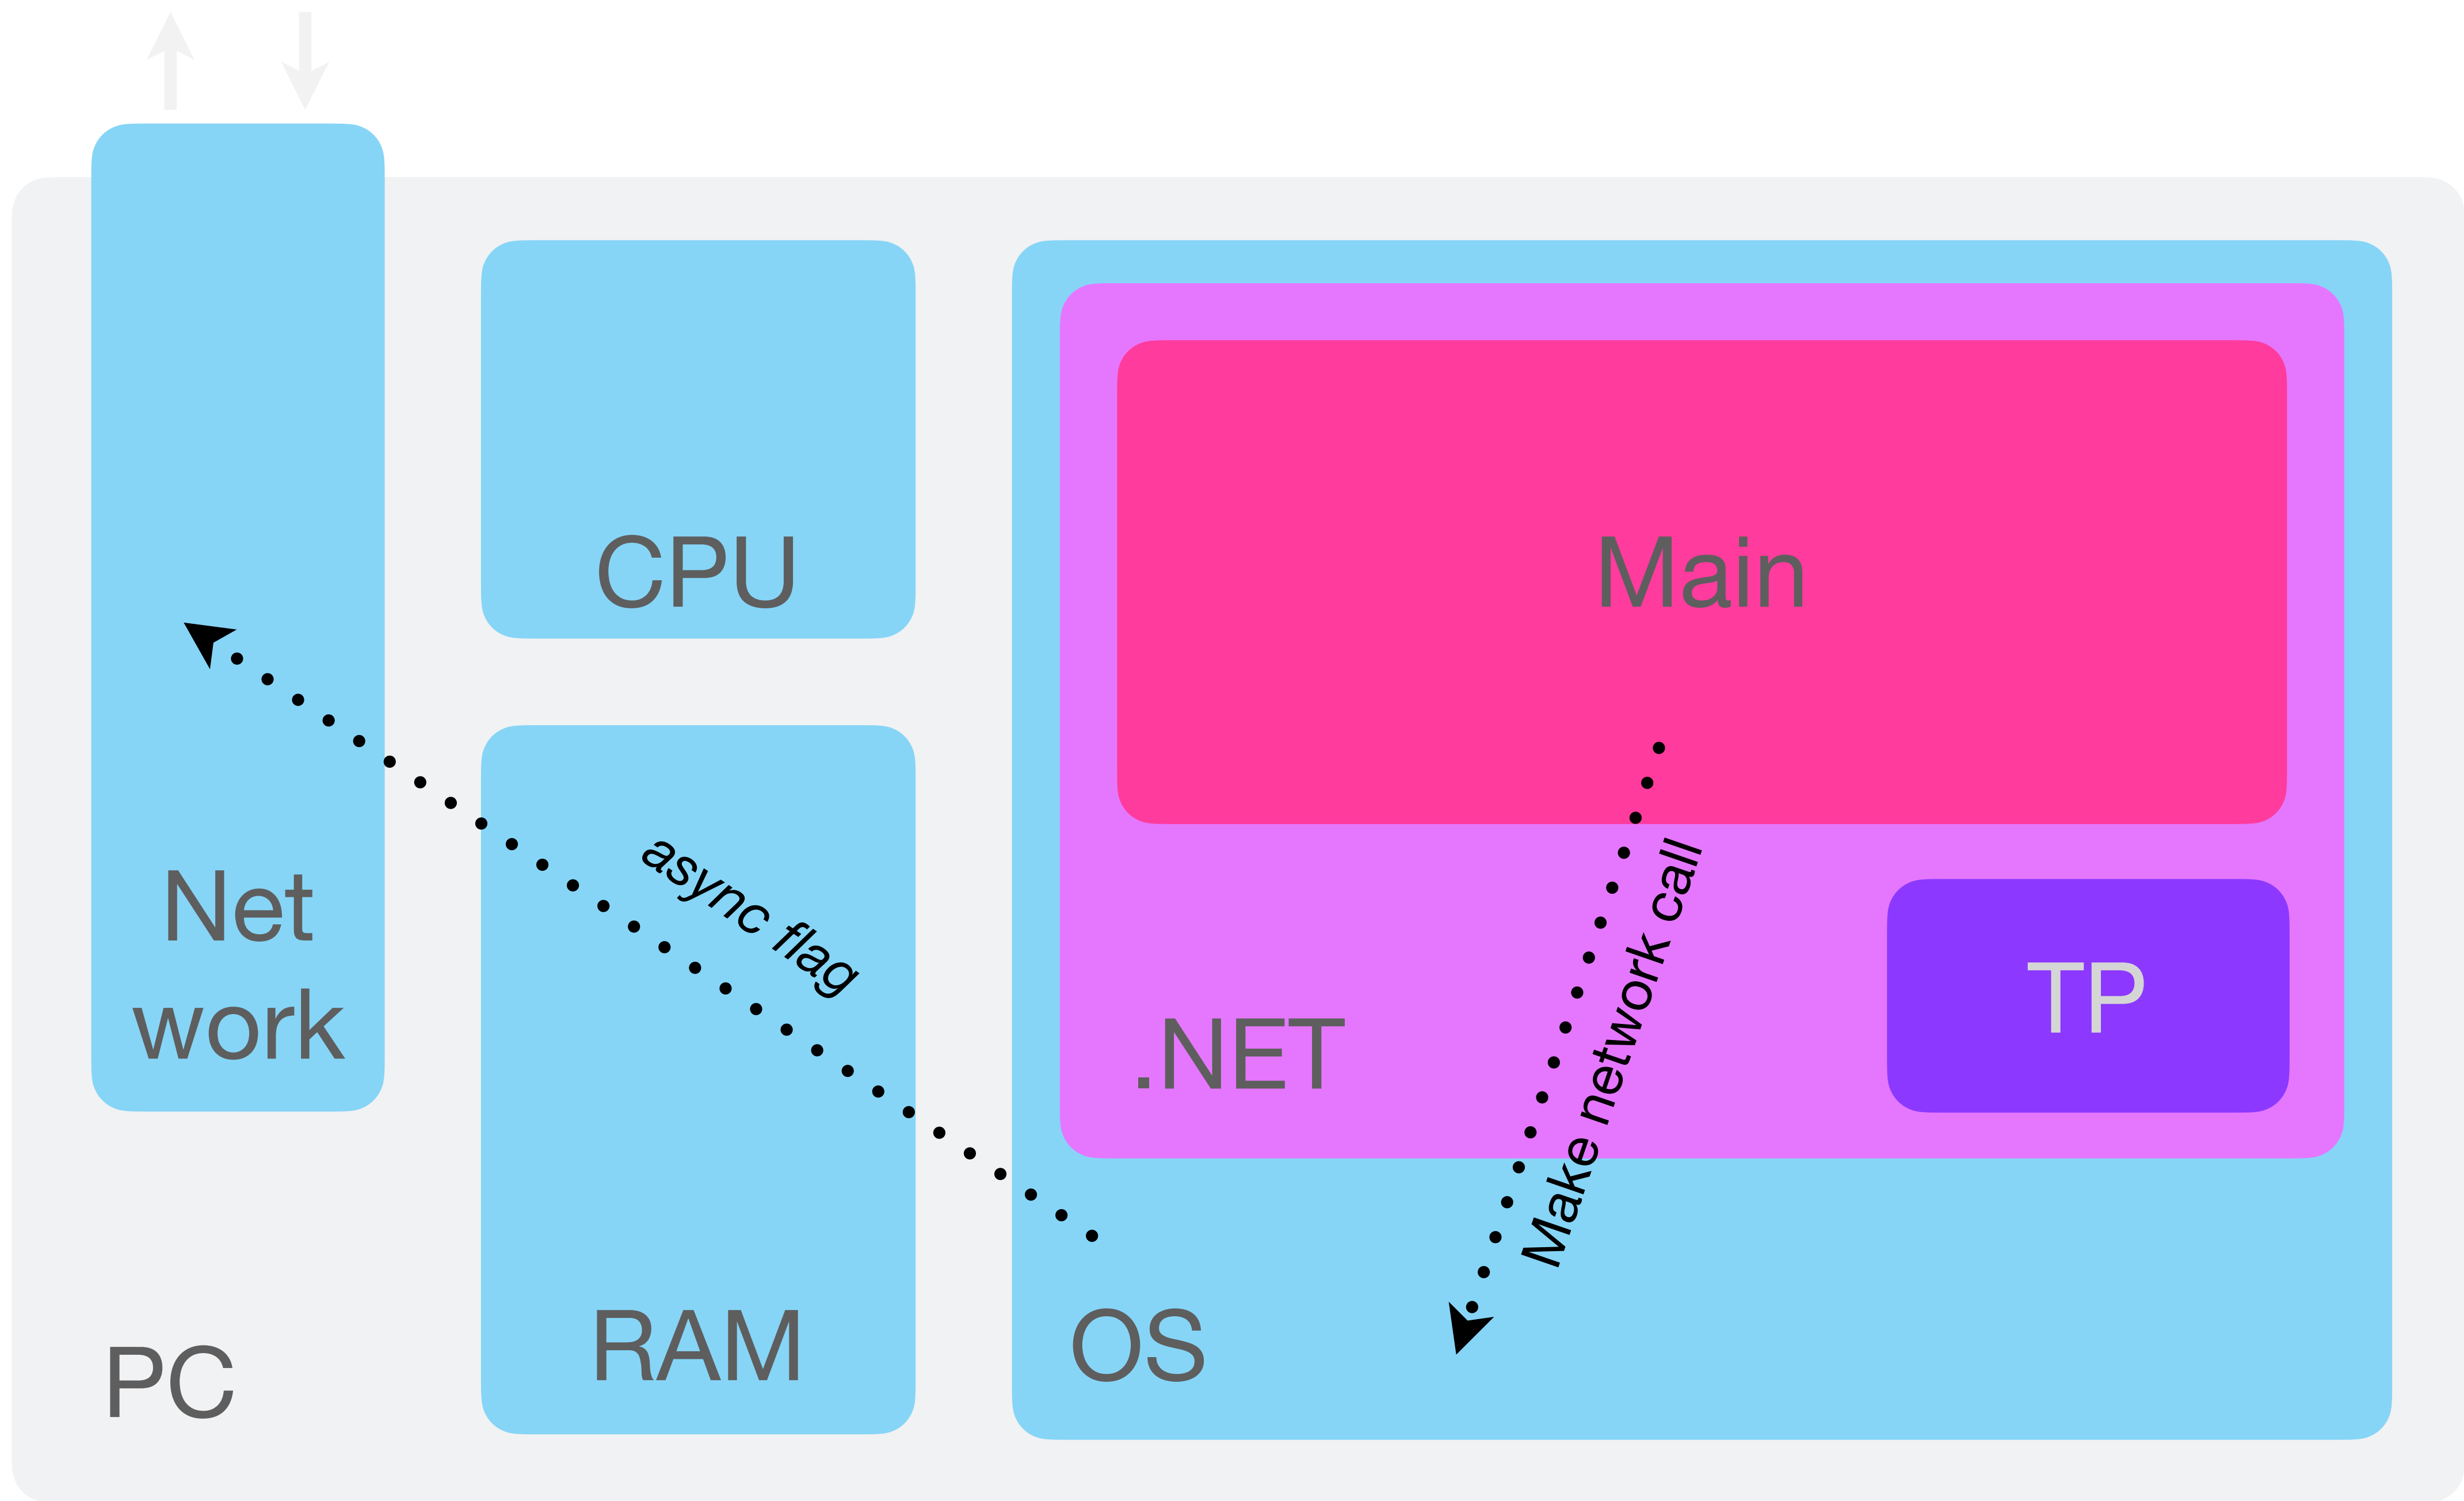 CPU
Main
async flag
Make network call
Net
work
TP
.NET
RAM
OS
PC